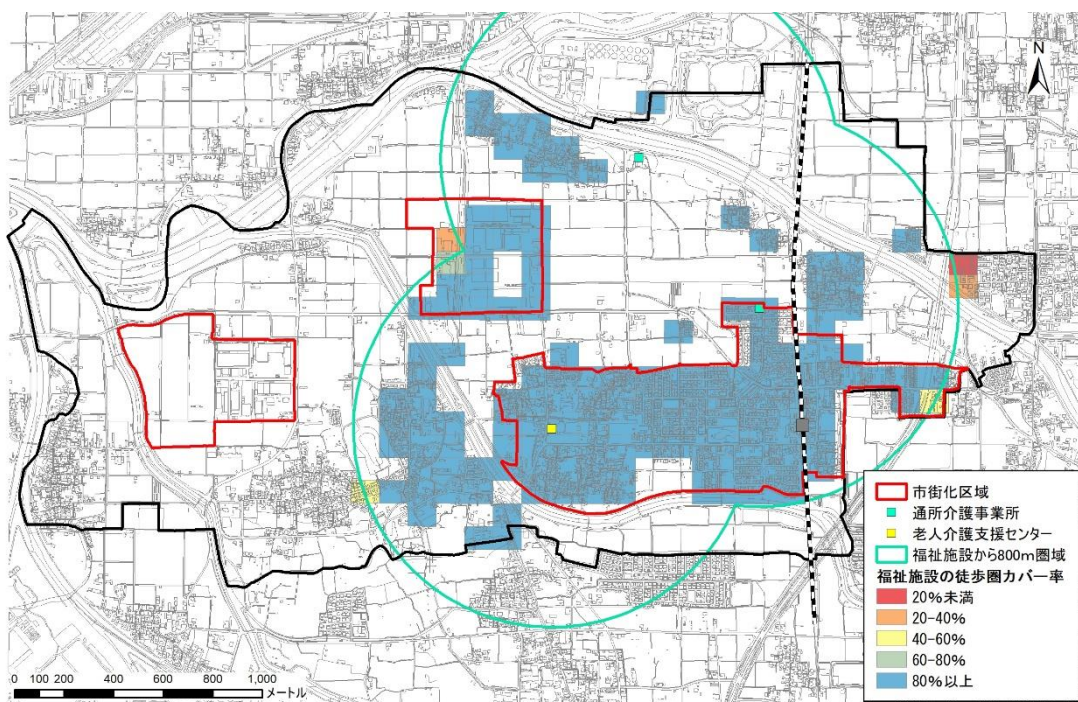 N
市街化区域
通所介護事業所
老人介護支援センター
福祉施設から800m圏域
福祉施設の徒歩圏カバー率
20%未満
20-40%
40-60%
60-80%
80%以上
0 100 200 400 600 800 1,000
メートル